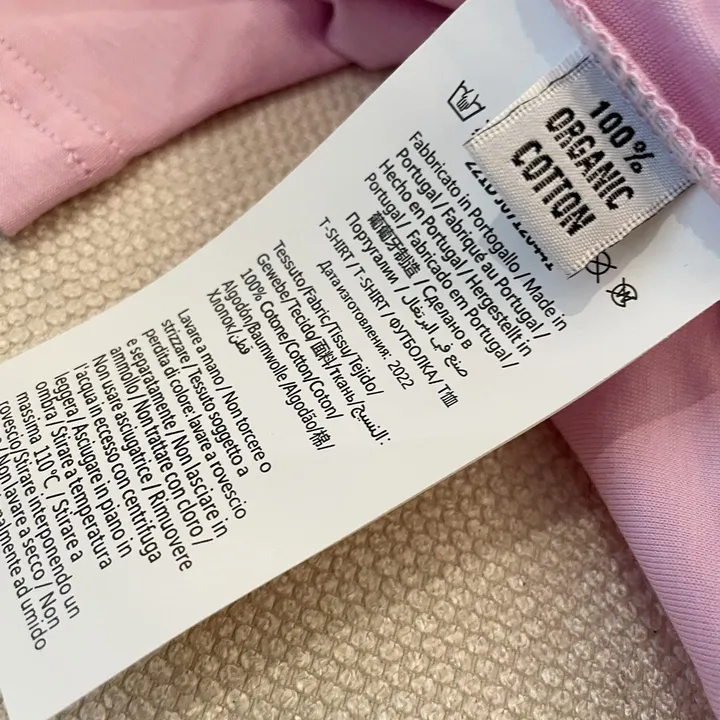 100%
ORGANIC
COTTON
Fabbricato in Portogallo / Made in
Portugal / Fabriqué au Portugal /
Hecho en Portugal / Hergestellt in
Portugal / Fabricado em Portugal /
葡萄牙制造 / Сделано в
Португалии / صنع في البرتغال
T-SHIRT / T-SHIRT / ФУТБОЛКА / T恤
Дата изготовления: 2022
Tessuto/Fabric/Tissu/Tejido/
Gewebe/Tecido/面料/ткань/النسيج:
100% Cotone/Cotton/Coton/
Algodón/Baumwolle/Algodão/棉/
Хлопок/قطن
Lavare a mano / Non torcere o
strizzare / Tessuto soggetto a
perdita di colore: lavare a rovescio
e separatamente / Non lasciare in
ammollo / Non trattare con cloro /
Non usare asciugatrice / Rimuovere
l'acqua in eccesso con centrifuga
leggera / Asciugare in piano in
ombra / Stirare a temperatura
massima 110°C / Stirare a
rovescio / Stirare interponendo un
/ Non lavare a secco / Non
ad umido